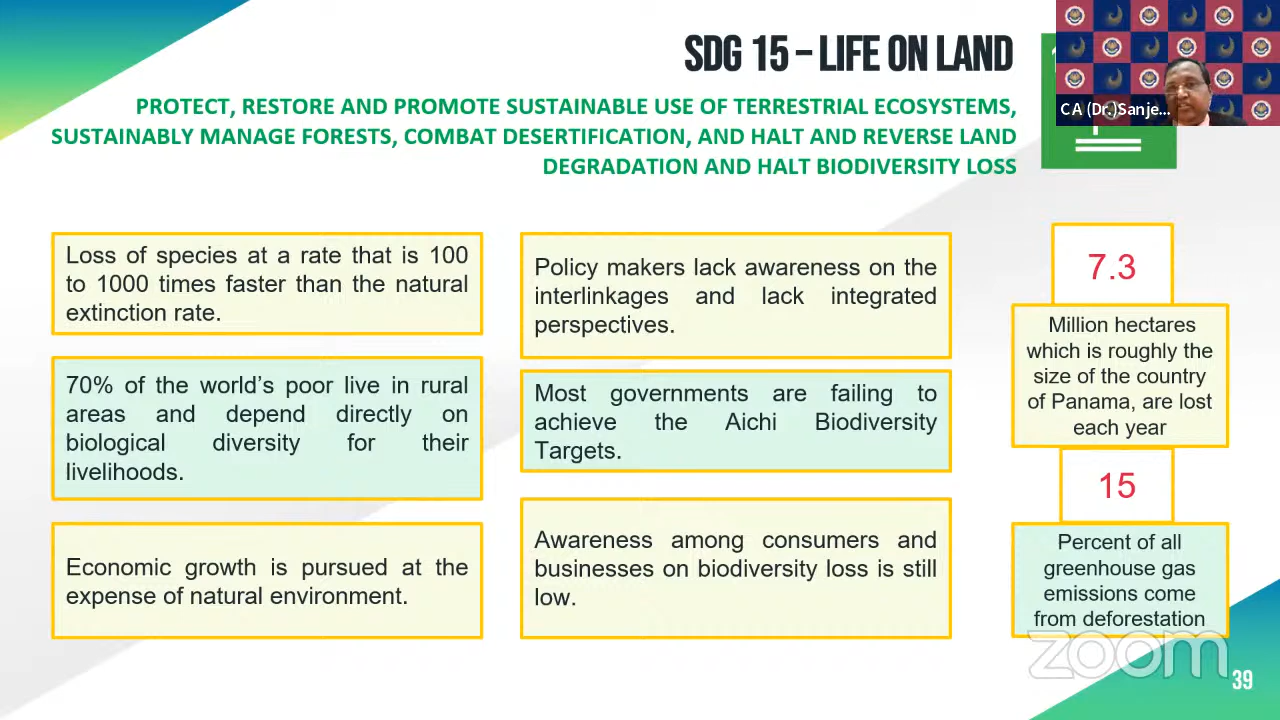 SDG 15 – LIFE ON LAND
PROTECT, RESTORE AND PROMOTE SUSTAINABLE USE OF TERRESTRIAL ECOSYSTEMS,
SUSTAINABLY MANAGE FORESTS, COMBAT DESERTIFICATION, AND HALT AND REVERSE LAND
DEGRADATION AND HALT BIODIVERSITY LOSS
C A (Dr.)Sanje...
Loss of species at a rate that is 100
to 1000 times faster than the natural
extinction rate.
70% of the world's poor live in rural
areas and depend directly on
biological diversity for their
livelihoods.
Economic growth is pursued at the
expense of natural environment.
Policy makers lack awareness on the
interlinkages and lack integrated
perspectives.
Most governments are failing to
achieve the Aichi Biodiversity
Targets.
Awareness among consumers and
businesses on biodiversity loss is still
low.
7.3
Million hectares
which is roughly the
size of the country
of Panama, are lost
each year
15
Percent of all
greenhouse gas
emissions come
from deforestation
zoom
39